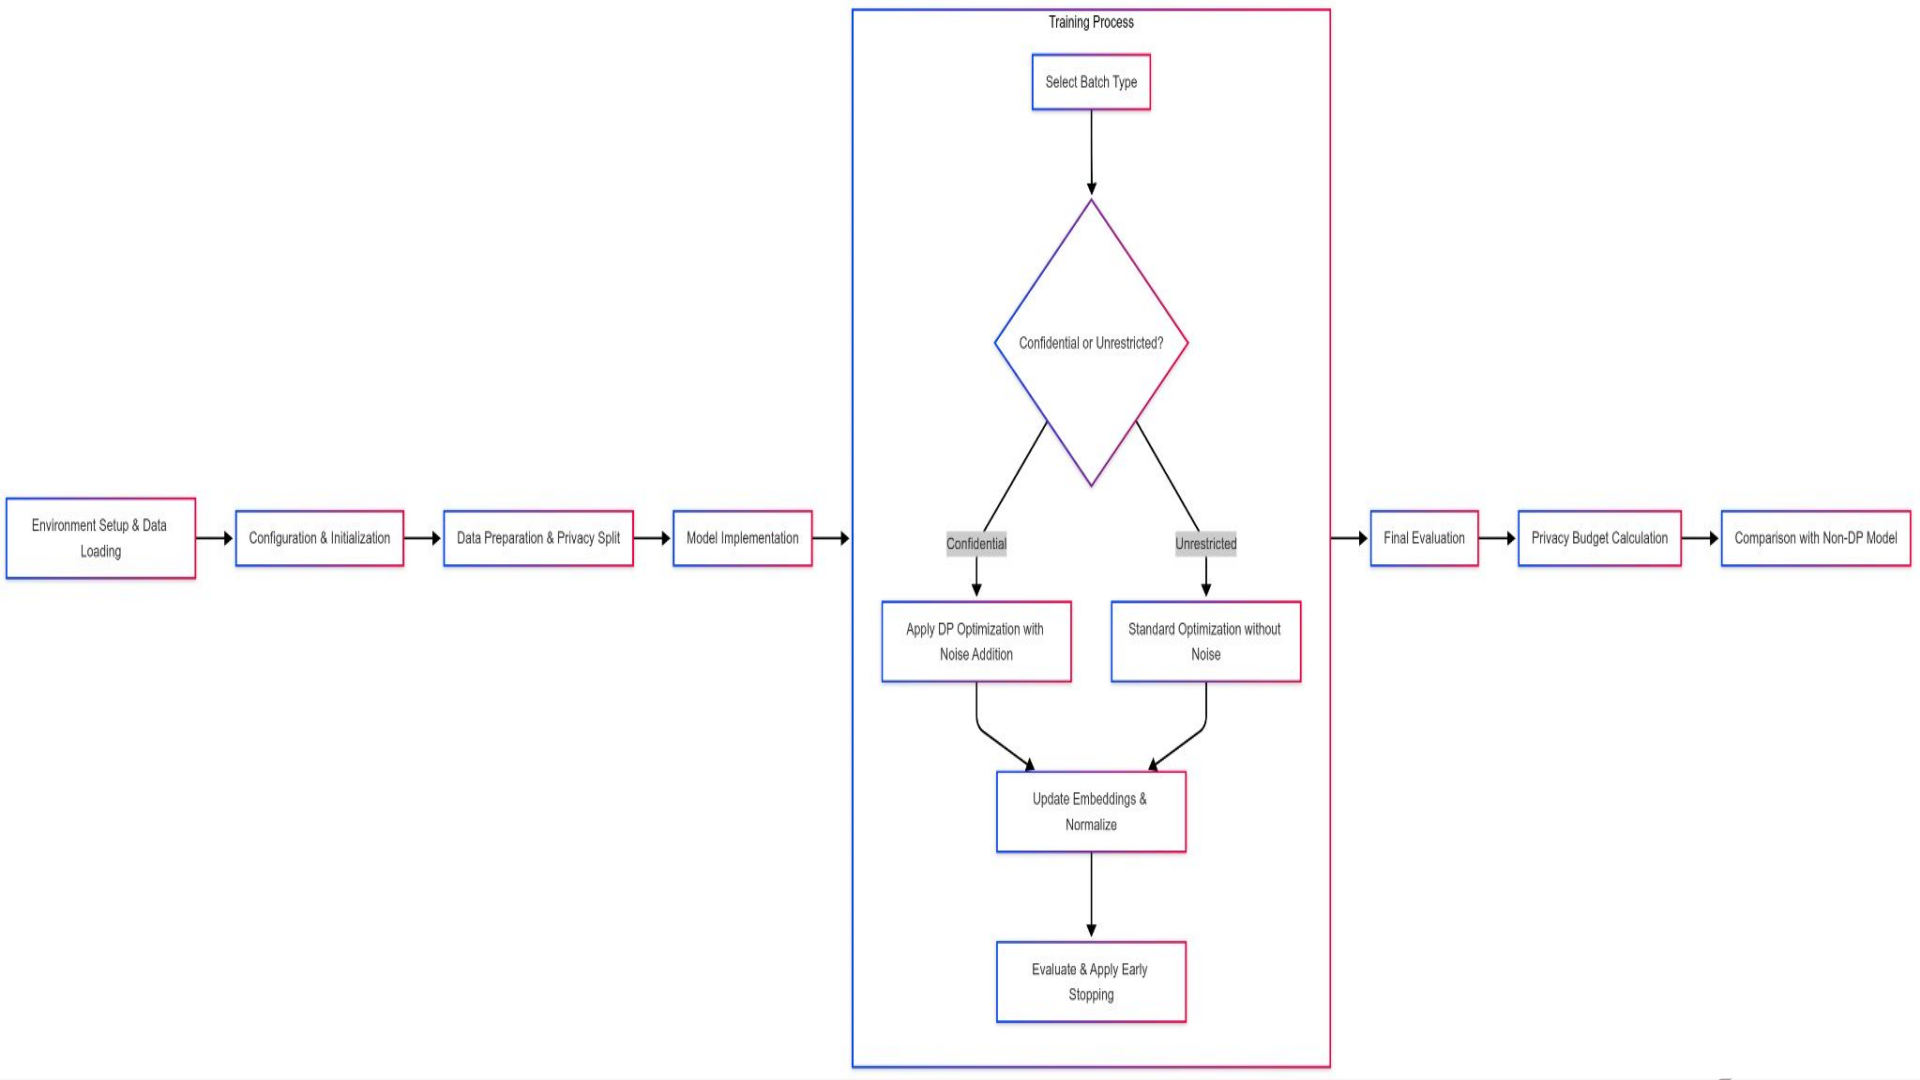 Environment Setup & Data
Loading
Configuration & Initialization
Data Preparation & Privacy Split
Model Implementation
Training Process
Select Batch Type
Confidential or Unrestricted?
Confidential
Unrestricted
Apply DP Optimization with
Noise Addition
Standard Optimization without
Noise
Update Embeddings &
Normalize
Evaluate & Apply Early
Stopping
Final Evaluation
Privacy Budget Calculation
Comparison with Non-DP Model